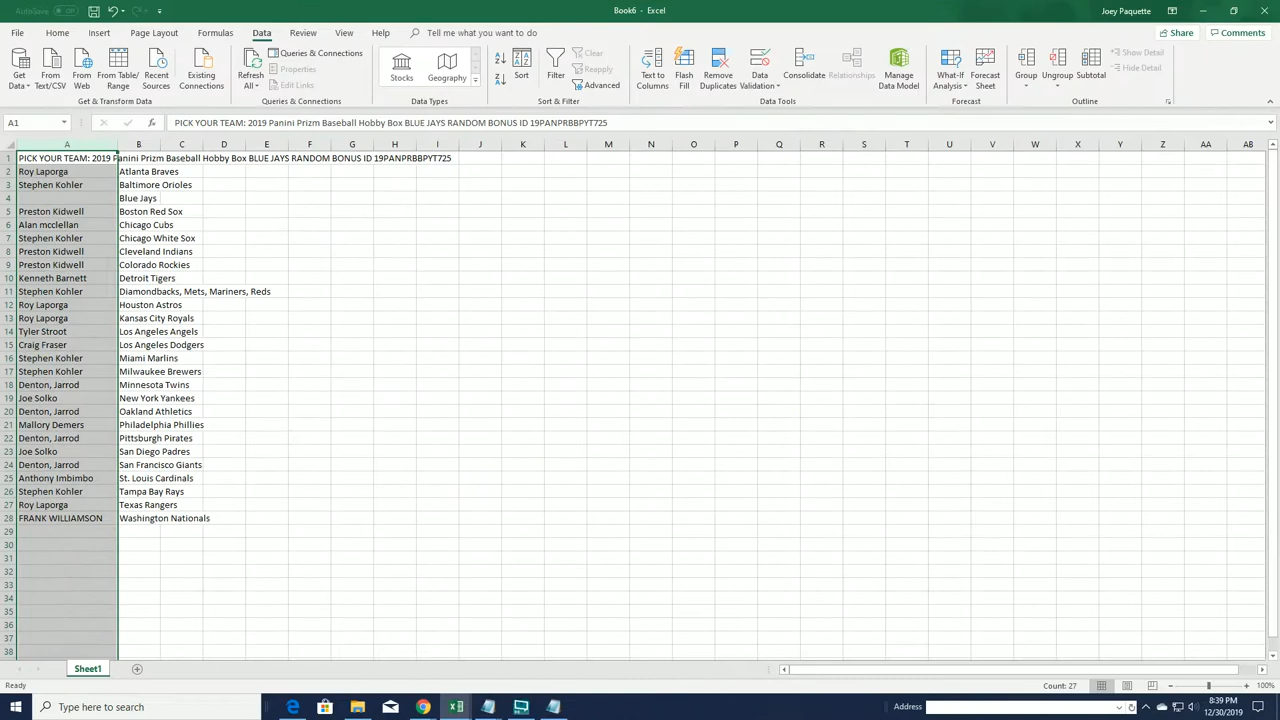 AutoSave Off
Book6 - Excel
Joey Paquette
File Home Insert Page Layout Formulas Data Review View Help Tell me what you want to do
Share Comments
Get Data
From Text/CSV
From Web
From Table/ Range
Recent Sources
Existing Connections
Get & Transform Data
Refresh All
Queries & Connections
Properties
Edit Links
Queries & Connections
Stocks
Geography
Data Types
Sort
Filter
Clear
Reapply
Advanced
Sort & Filter
Text to Columns
Flash Fill
Remove Duplicates
Data Validation
Consolidate
Relationships
Manage Data Model
Data Tools
What-If Analysis
Forecast Sheet
Forecast
Group
Ungroup
Subtotal
Show Detail
Hide Detail
Outline
A1 fx PICK YOUR TEAM: 2019 Panini Prizm Baseball Hobby Box BLUE JAYS RANDOM BONUS ID 19PANPRBBPYT725
A B C D E F G H I J K L M N O P Q R S T U V W X Y Z AA AB
1 PICK YOUR TEAM: 2019 Panini Prizm Baseball Hobby Box BLUE JAYS RANDOM BONUS ID 19PANPRBBPYT725
2 Roy Laporga Atlanta Braves
3 Stephen Kohler Baltimore Orioles
4 Blue Jays
5 Preston Kidwell Boston Red Sox
6 Alan mcclellan Chicago Cubs
7 Stephen Kohler Chicago White Sox
8 Preston Kidwell Cleveland Indians
9 Preston Kidwell Colorado Rockies
10 Kenneth Barnett Detroit Tigers
11 Stephen Kohler Diamondbacks, Mets, Mariners, Reds
12 Roy Laporga Houston Astros
13 Roy Laporga Kansas City Royals
14 Tyler Stroot Los Angeles Angels
15 Craig Fraser Los Angeles Dodgers
16 Stephen Kohler Miami Marlins
17 Stephen Kohler Milwaukee Brewers
18 Denton, Jarrod Minnesota Twins
19 Joe Solko New York Yankees
20 Denton, Jarrod Oakland Athletics
21 Mallory Demers Philadelphia Phillies
22 Denton, Jarrod Pittsburgh Pirates
23 Joe Solko San Diego Padres
24 Denton, Jarrod San Francisco Giants
25 Anthony Imbimbo St. Louis Cardinals
26 Stephen Kohler Tampa Bay Rays
27 Roy Laporga Texas Rangers
28 FRANK WILLIAMSON Washington Nationals
29
30
31
32
33
34
35
36
37
38
Sheet1
Ready
Count: 27
100%
Type here to search
Address
8:39 PM
12/30/2019